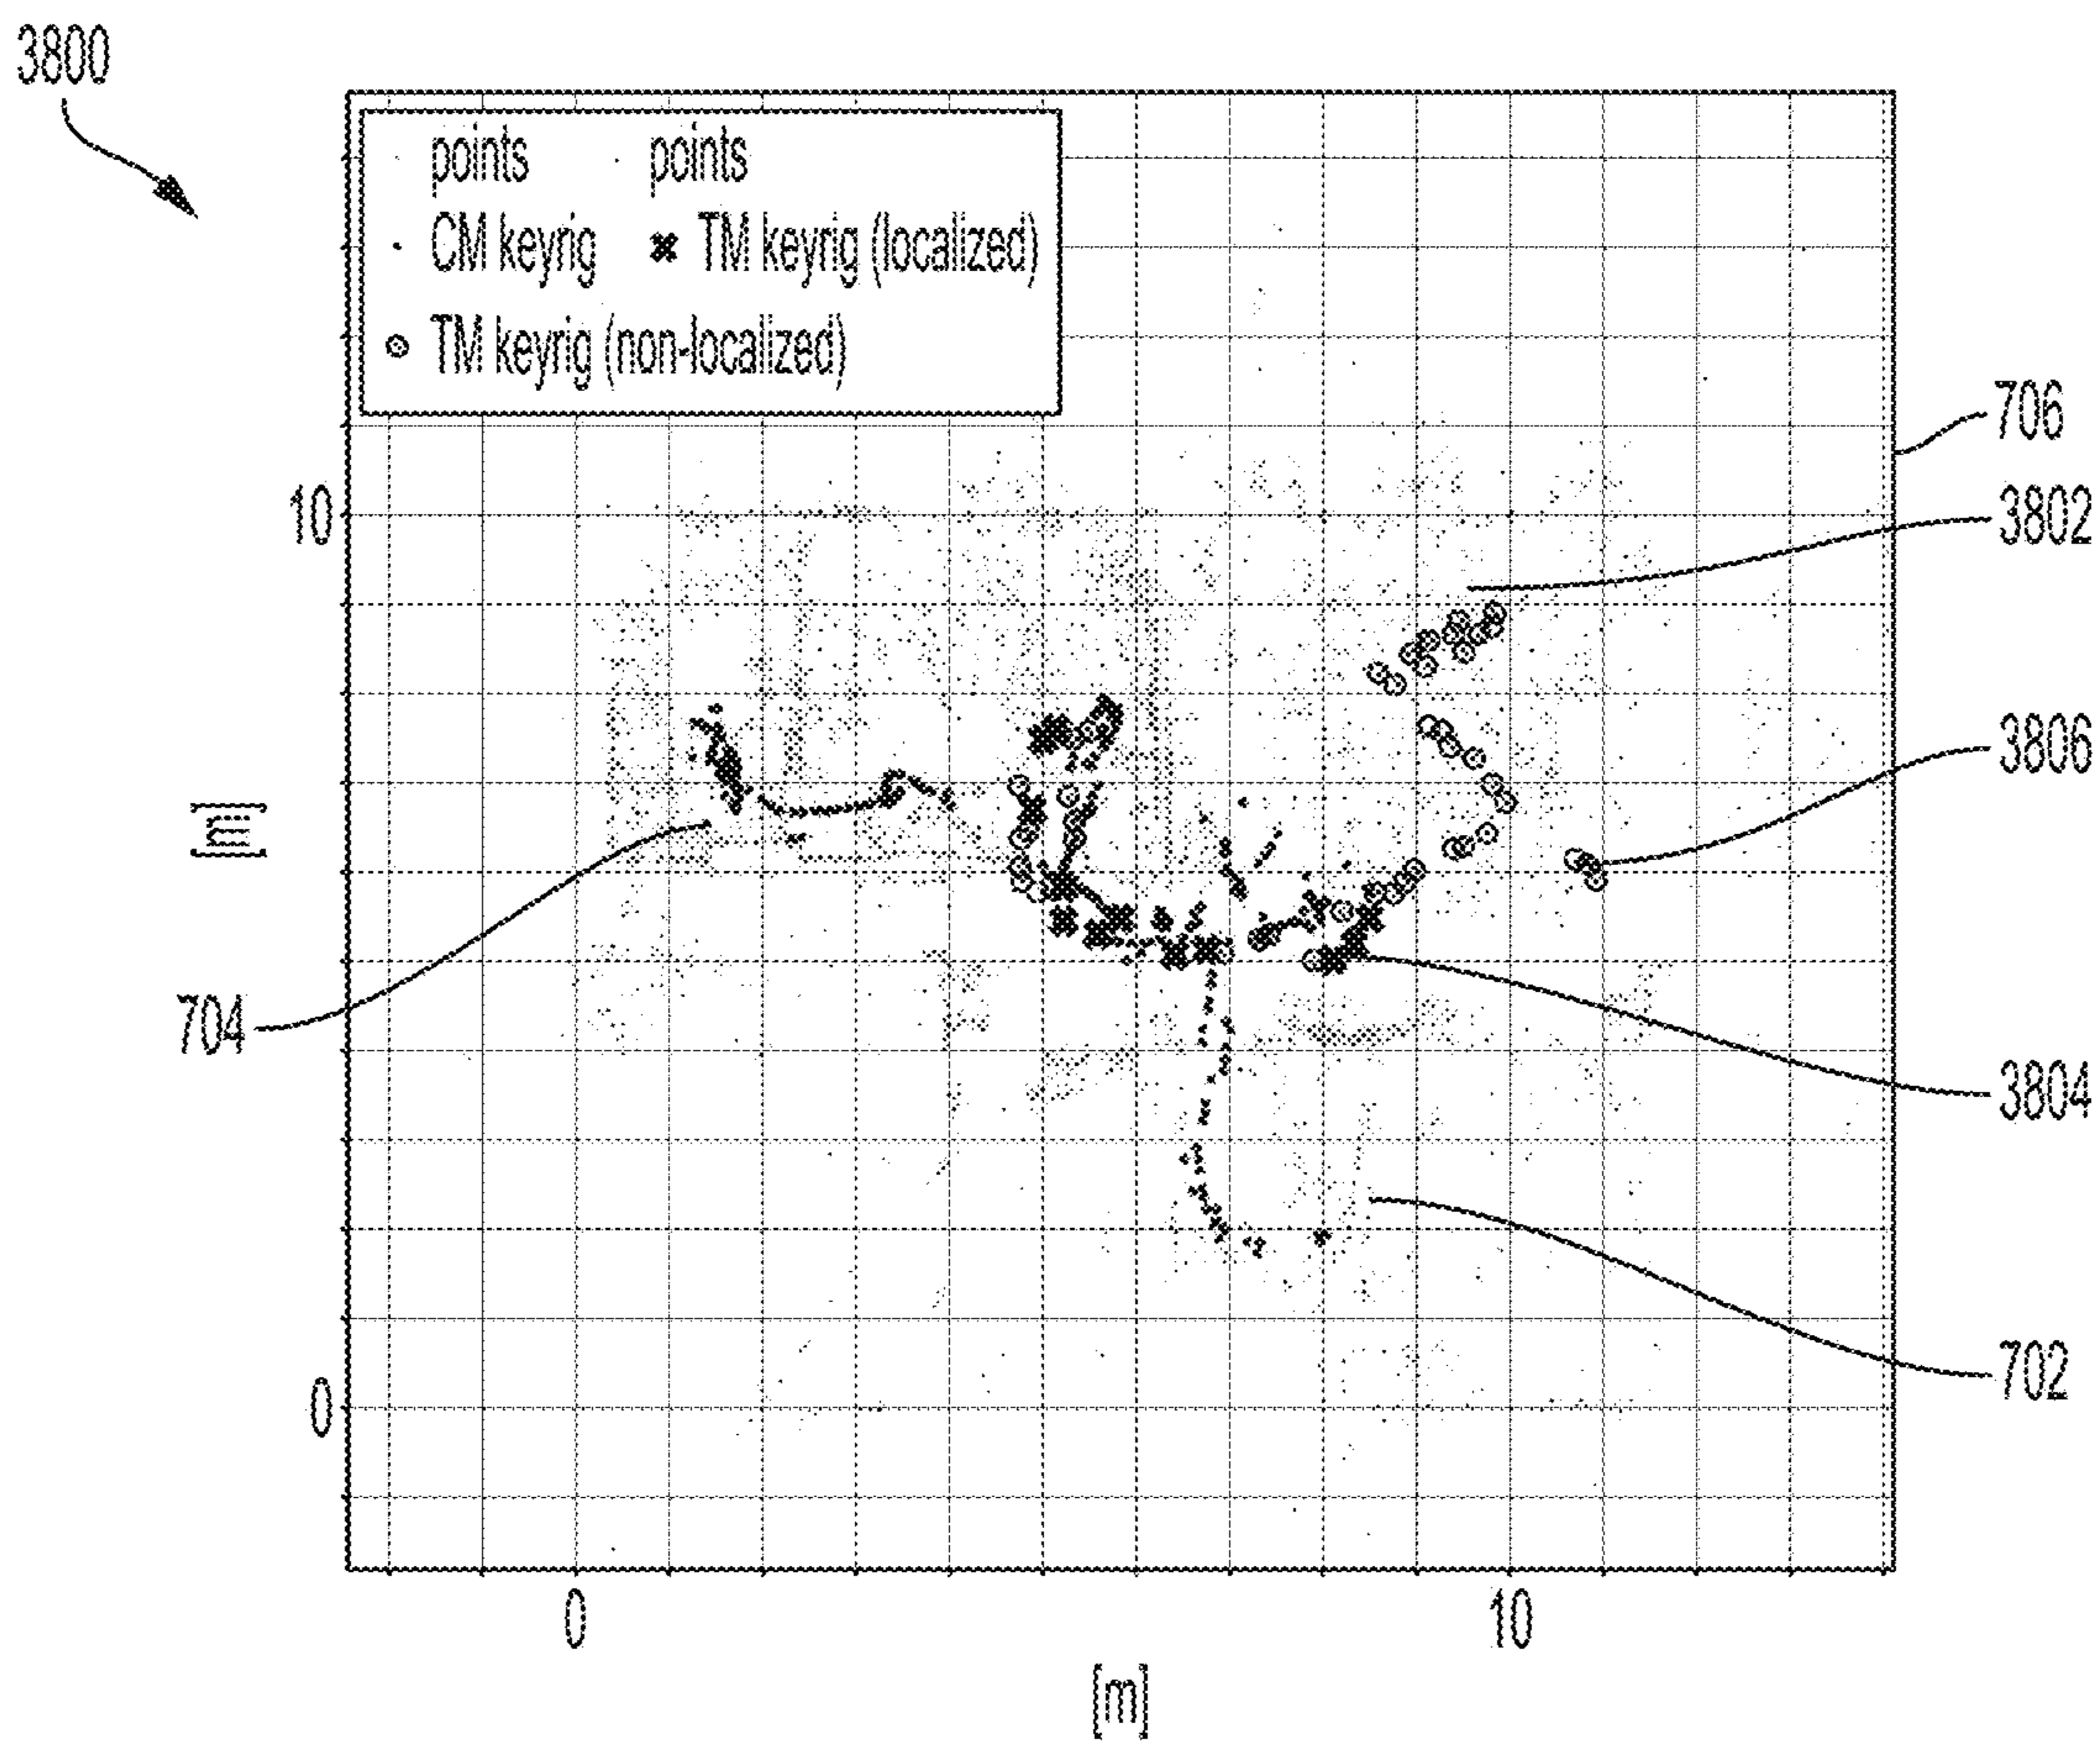 3800
points points
CM keyrig TM keyrig (localized)
TM keyrig (non-localized)
706
10
3802
3806
[m]
704
3804
702
0
0 10
[m]